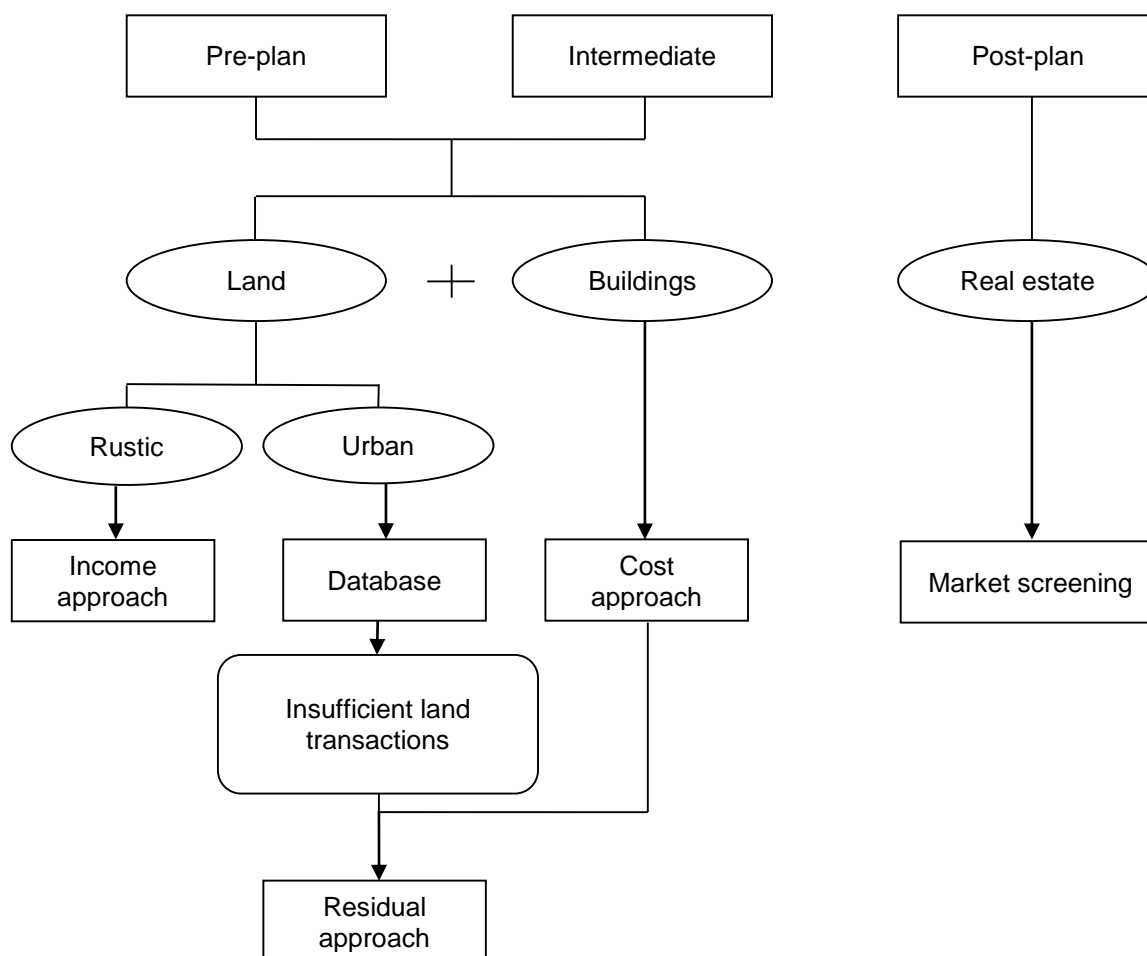 Pre-plan
Intermediate
Post-plan
Land
Buildings
Real estate
Rustic
Urban
Income
approach
Database
Cost
approach
Market screening
Insufficient land
transactions
Residual
approach